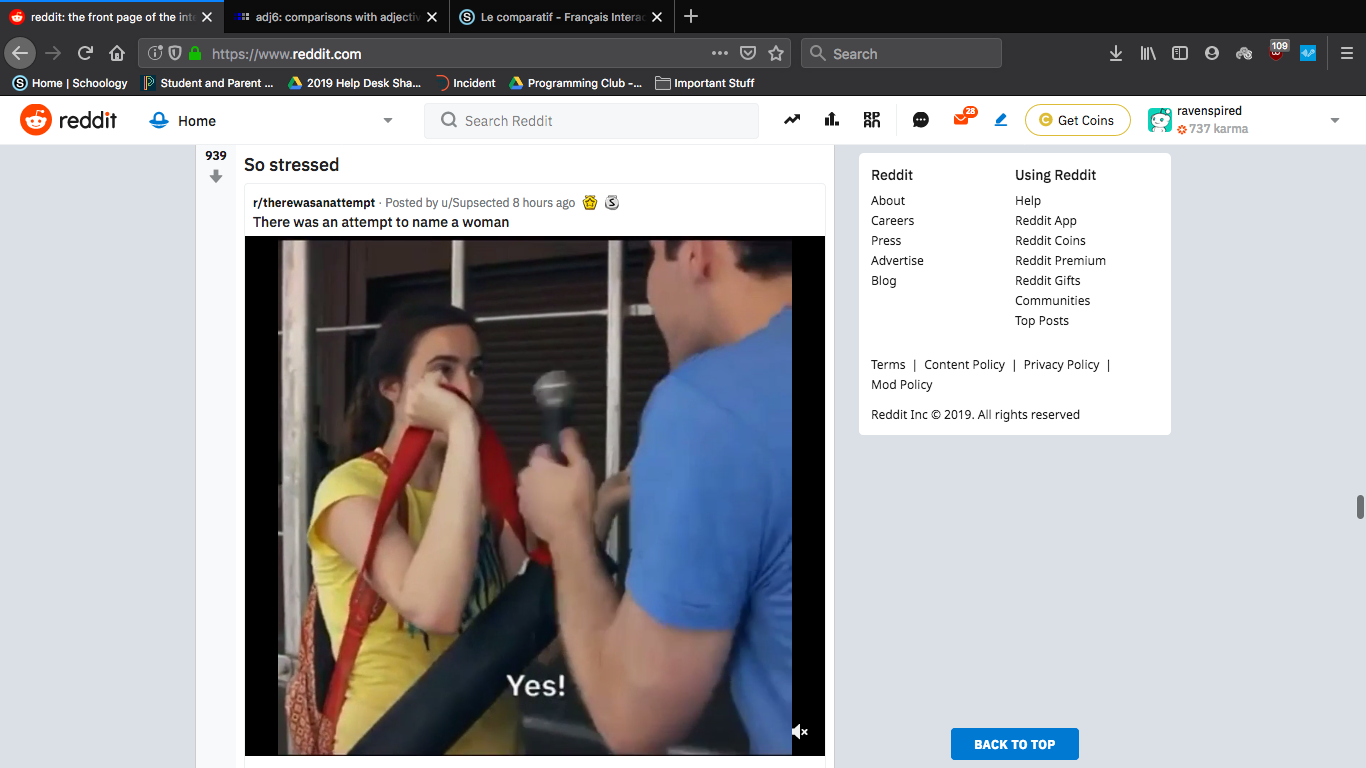 reddit: the front page of the inte
adj6: comparisons with adjectiv
Le comparatif - Français Interac
https://www.reddit.com
Search
109
Home | Schoology
Student and Parent ...
2019 Help Desk Sha...
Incident
Programming Club -...
Important Stuff
reddit
Home
Search Reddit
28
Get Coins
ravenspired
737 karma
939
So stressed
r/therewasanattempt · Posted by u/Supsected 8 hours ago
There was an attempt to name a woman
Yes!
Reddit
Using Reddit
About
Help
Careers
Reddit App
Press
Reddit Coins
Advertise
Reddit Premium
Blog
Reddit Gifts
Communities
Top Posts
Terms | Content Policy | Privacy Policy |
Mod Policy
Reddit Inc © 2019. All rights reserved
BACK TO TOP